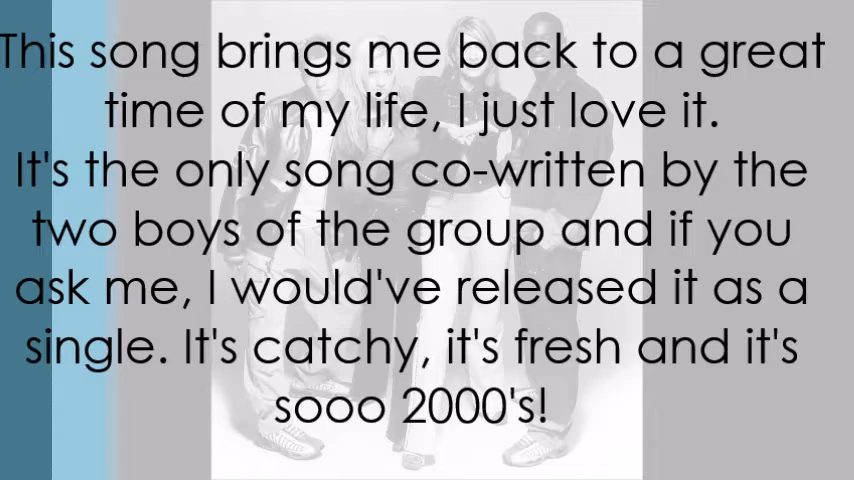 This song brings me back to a great
time of my life, I just love it.
It's the only song co-written by the
two boys of the group and if you
ask me, I would've released it as a
single. It's catchy, it's fresh and it's
sooo 2000's!